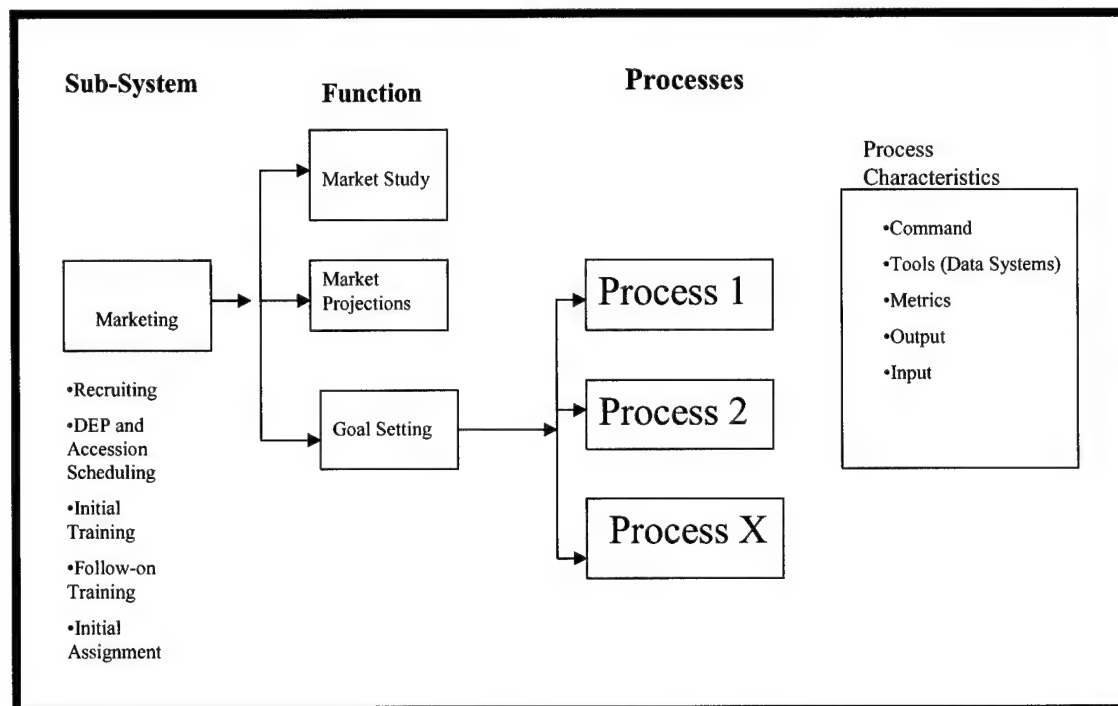 Sub-System
Function
Processes
Market Study
Market
Projections
Goal Setting
Marketing
•Recruiting
•DEP and
Accession
Scheduling
•Initial
Training
•Follow-on
Training
•Initial
Assignment
Process 1
Process 2
Process X
Process
Characteristics
•Command
•Tools (Data Systems)
•Metrics
•Output
•Input